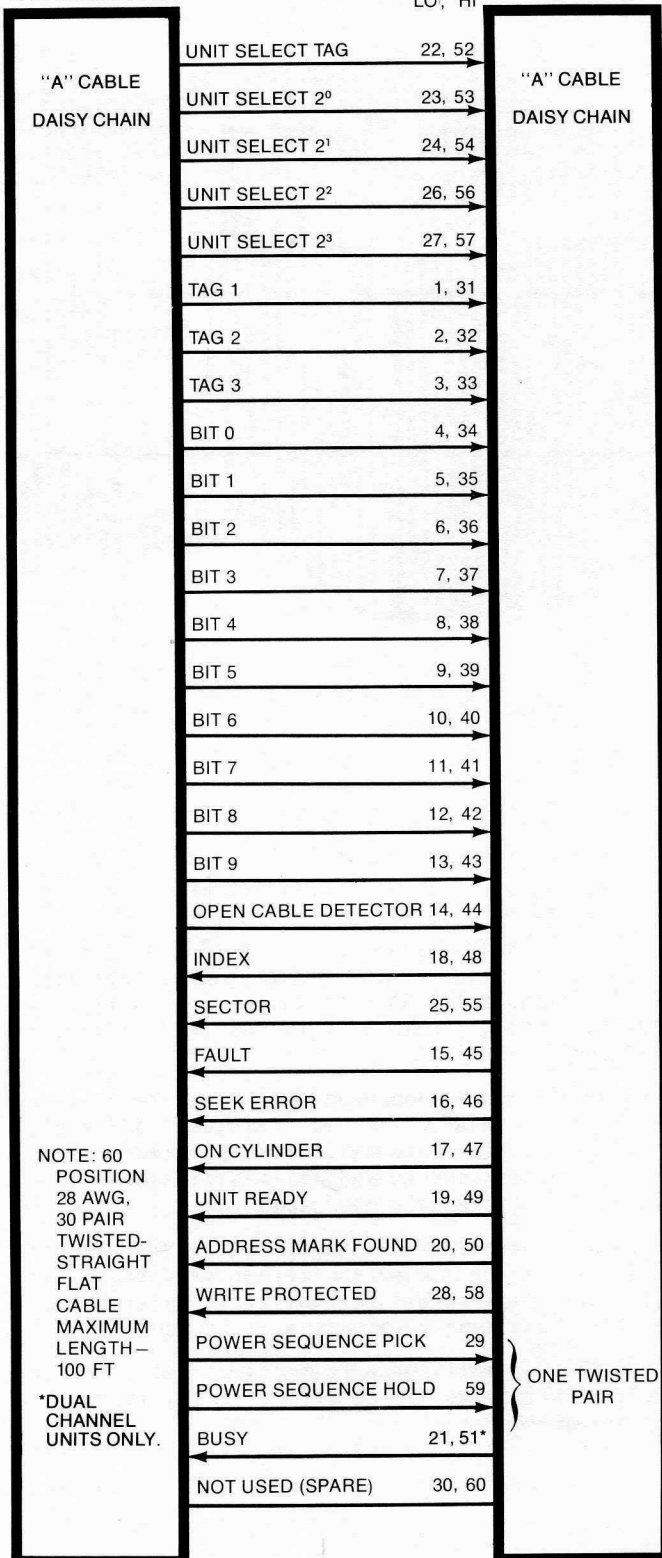 LO, HI
"A" CABLE
DAISY CHAIN
UNIT SELECT TAG 22, 52
UNIT SELECT 2⁰ 23, 53
UNIT SELECT 2¹ 24, 54
UNIT SELECT 2² 26, 56
UNIT SELECT 2³ 27, 57
TAG 1 1, 31
TAG 2 2, 32
TAG 3 3, 33
BIT 0 4, 34
BIT 1 5, 35
BIT 2 6, 36
BIT 3 7, 37
BIT 4 8, 38
BIT 5 9, 39
BIT 6 10, 40
BIT 7 11, 41
BIT 8 12, 42
BIT 9 13, 43
OPEN CABLE DETECTOR 14, 44
INDEX 18, 48
SECTOR 25, 55
FAULT 15, 45
SEEK ERROR 16, 46
ON CYLINDER 17, 47
UNIT READY 19, 49
ADDRESS MARK FOUND 20, 50
WRITE PROTECTED 28, 58
POWER SEQUENCE PICK 29
POWER SEQUENCE HOLD 59
BUSY 21, 51*
NOT USED (SPARE) 30, 60
"A" CABLE
DAISY CHAIN
ONE TWISTED
PAIR
NOTE: 60
POSITION
28 AWG,
30 PAIR
TWISTED-
STRAIGHT
FLAT
CABLE
MAXIMUM
LENGTH—
100 FT
*DUAL
CHANNEL
UNITS ONLY.